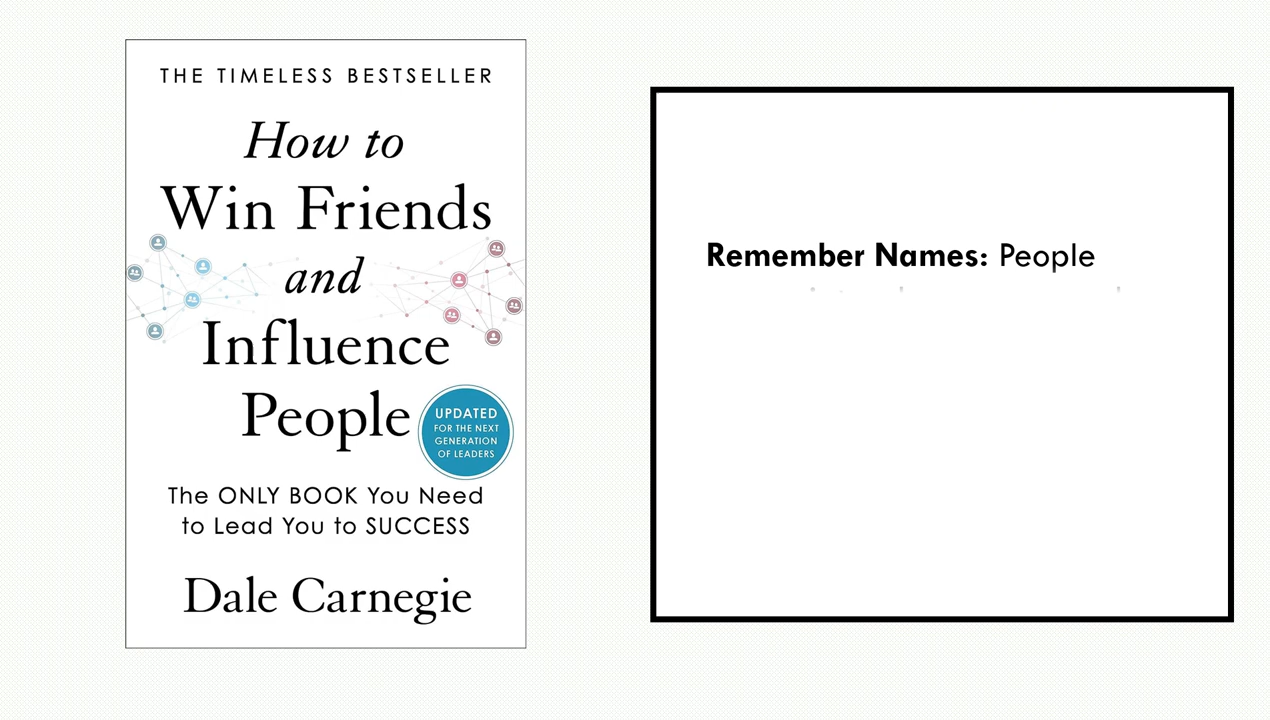 THE TIMELESS BESTSELLER
How to
Win Friends
and
Influence
People
UPDATED
FOR THE NEXT
GENERATION
OF LEADERS
The ONLY BOOK You Need
to Lead You to SUCCESS
Dale Carnegie
Remember Names: People